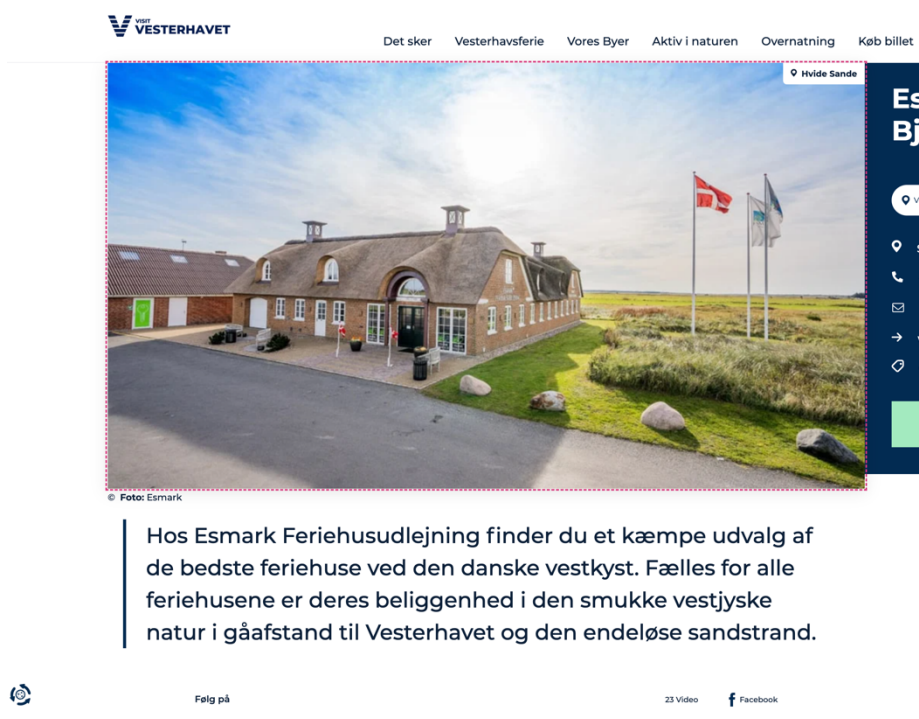 VISIT
VESTERHAVET
Det sker Vesterhavsferie Vores Byer Aktiv i naturen Overnatning Køb billet
Hvide Sande
Es
Bj
V
© Foto: Esmark
Hos Esmark Feriehusudlejning finder du et kæmpe udvalg af
de bedste feriehuse ved den danske vestkyst. Fælles for alle
feriehusene er deres beliggenhed i den smukke vestjyske
natur i gåafstand til Vesterhavet og den endeløse sandstrand.
Følg på 23 Video Facebook